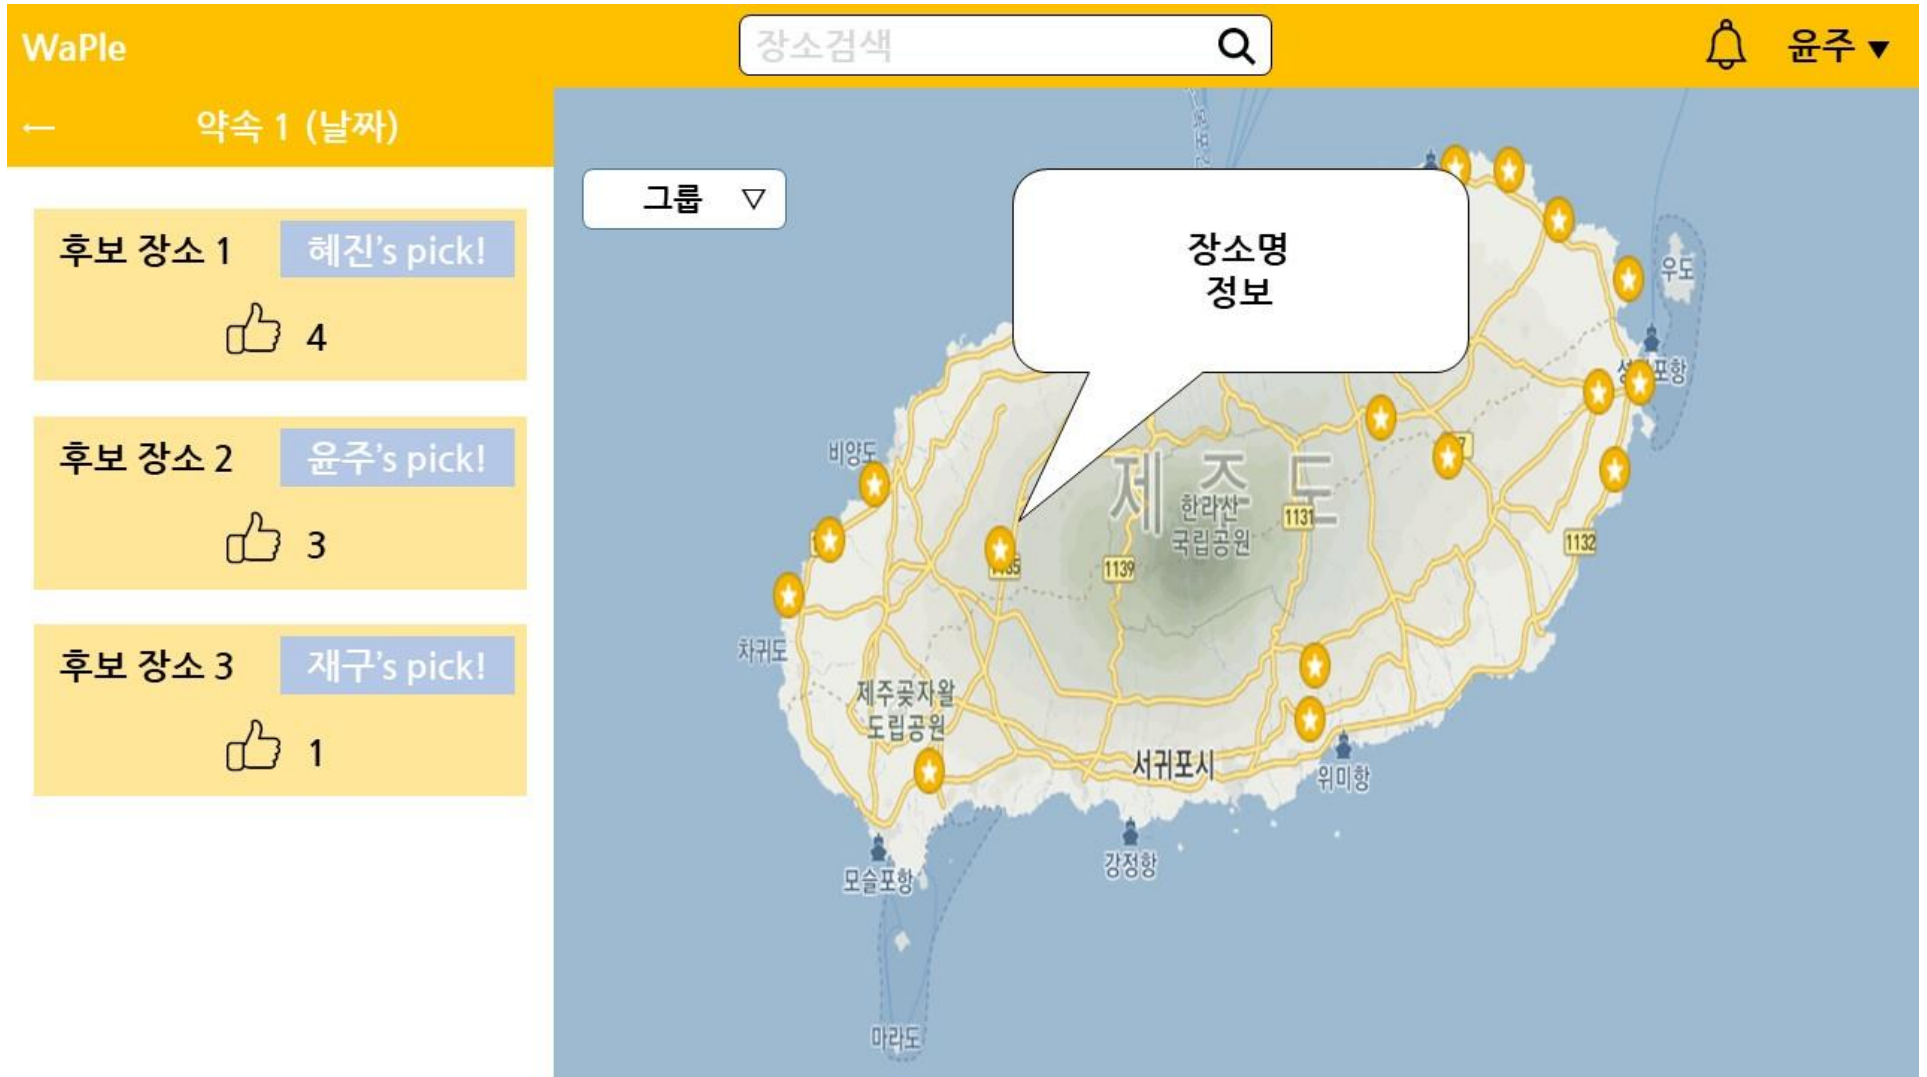 WaPle
장소검색
윤주 ▼
← 약속 1 (날짜)
후보 장소 1
혜진's pick!
4
후보 장소 2
윤주's pick!
3
후보 장소 3
재구's pick!
1
그룹 ▽
장소명
정보
우도
비양도
제주도
한라산
국립공원
1131
1139
1132
차귀도
제주곶자왈
도립공원
서귀포시
위미항
강정항
모슬포항
마라도